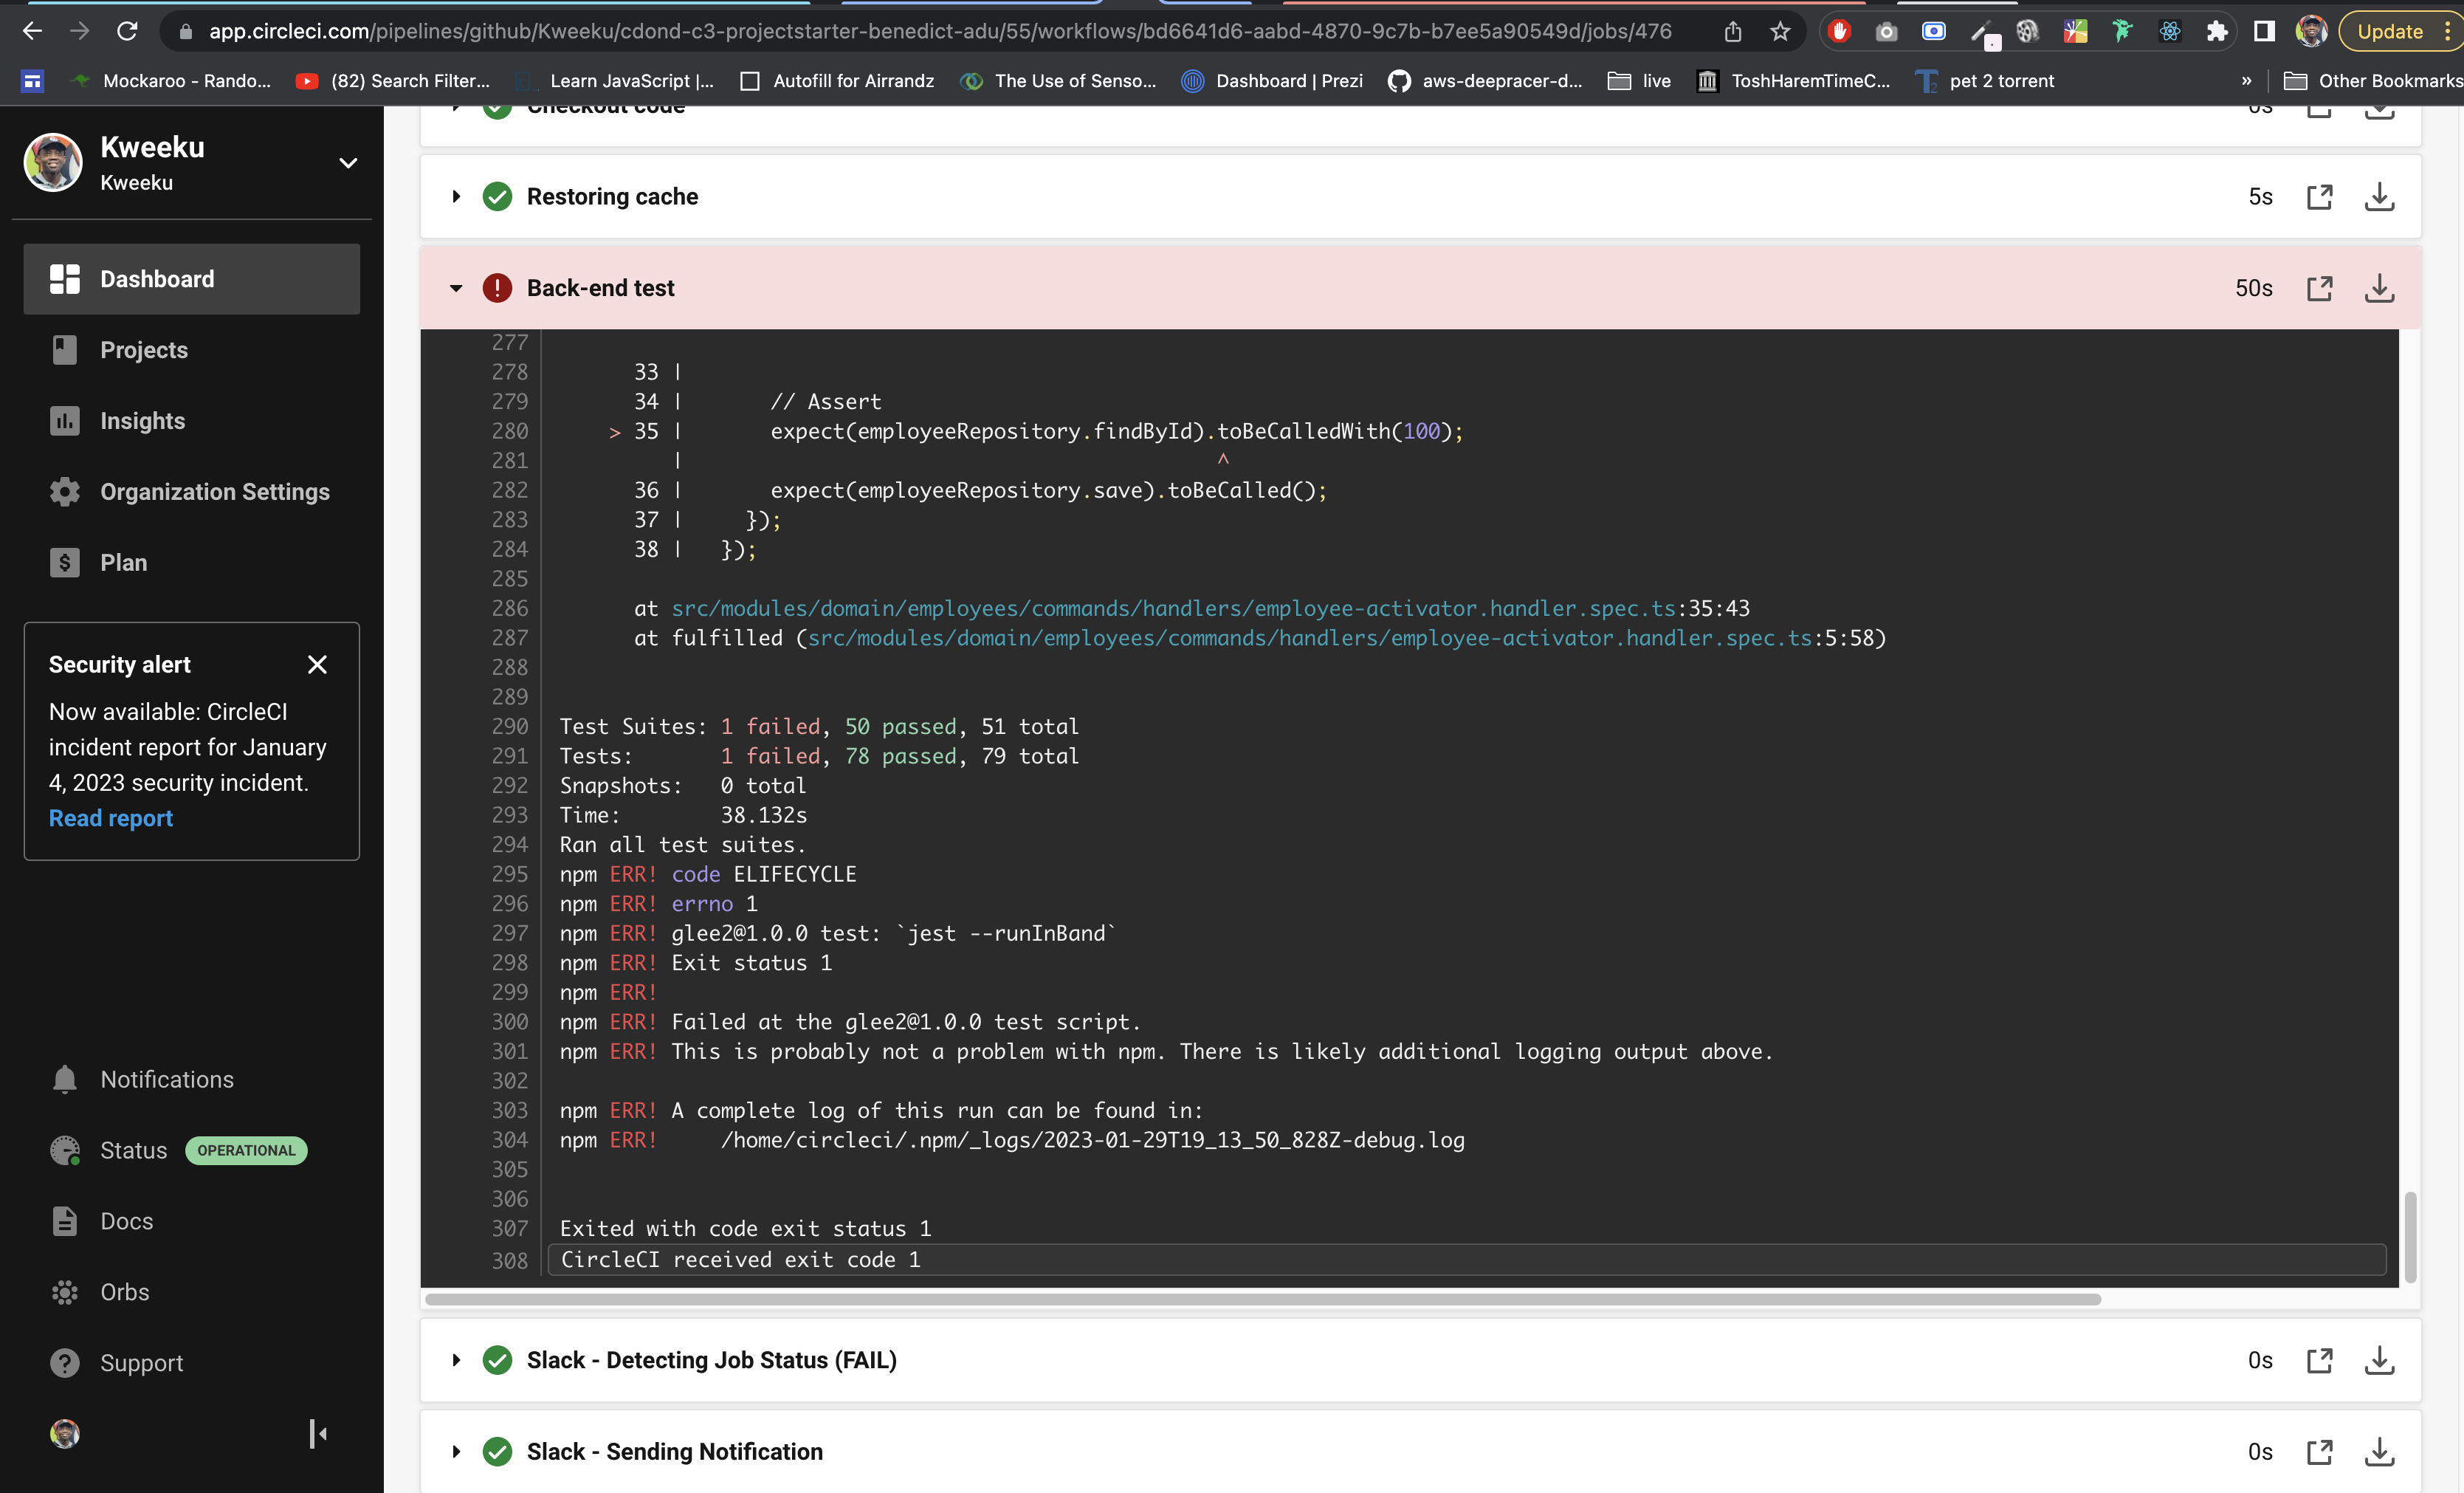 app.circleci.com/pipelines/github/Kweeku/cdond-c3-projectstarter-benedict-adu/55/workflows/bd6641d6-aabd-4870-9c7b-b7ee5a90549d/jobs/476
Update
Mockaroo - Rando...
(82) Search Filter...
Learn JavaScript |...
Autofill for Airrandz
The Use of Senso...
Dashboard | Prezi
aws-deepracer-d...
live
ToshHaremTimeC...
pet 2 torrent
»
Other Bookmarks
Kweeku
Kweeku
Dashboard
Projects
Insights
Organization Settings
Plan
Security alert
Now available: CircleCI
incident report for January
4, 2023 security incident.
Read report
Notifications
Status OPERATIONAL
Docs
Orbs
Support
Checkout code 0s
Restoring cache 5s
Back-end test 50s
277
278 33 |
279 34 | // Assert
280 > 35 | expect(employeeRepository.findById).toBeCalledWith(100);
281 | ^
282 36 | expect(employeeRepository.save).toBeCalled();
283 37 | });
284 38 | });
285
286 at src/modules/domain/employees/commands/handlers/employee-activator.handler.spec.ts:35:43
287 at fulfilled (src/modules/domain/employees/commands/handlers/employee-activator.handler.spec.ts:5:58)
288
289
290 Test Suites: 1 failed, 50 passed, 51 total
291 Tests: 1 failed, 78 passed, 79 total
292 Snapshots: 0 total
293 Time: 38.132s
294 Ran all test suites.
295 npm ERR! code ELIFECYCLE
296 npm ERR! errno 1
297 npm ERR! glee2@1.0.0 test: `jest --runInBand`
298 npm ERR! Exit status 1
299 npm ERR!
300 npm ERR! Failed at the glee2@1.0.0 test script.
301 npm ERR! This is probably not a problem with npm. There is likely additional logging output above.
302
303 npm ERR! A complete log of this run can be found in:
304 npm ERR! /home/circleci/.npm/_logs/2023-01-29T19_13_50_828Z-debug.log
305
306
307 Exited with code exit status 1
308 CircleCI received exit code 1
Slack - Detecting Job Status (FAIL) 0s
Slack - Sending Notification 0s